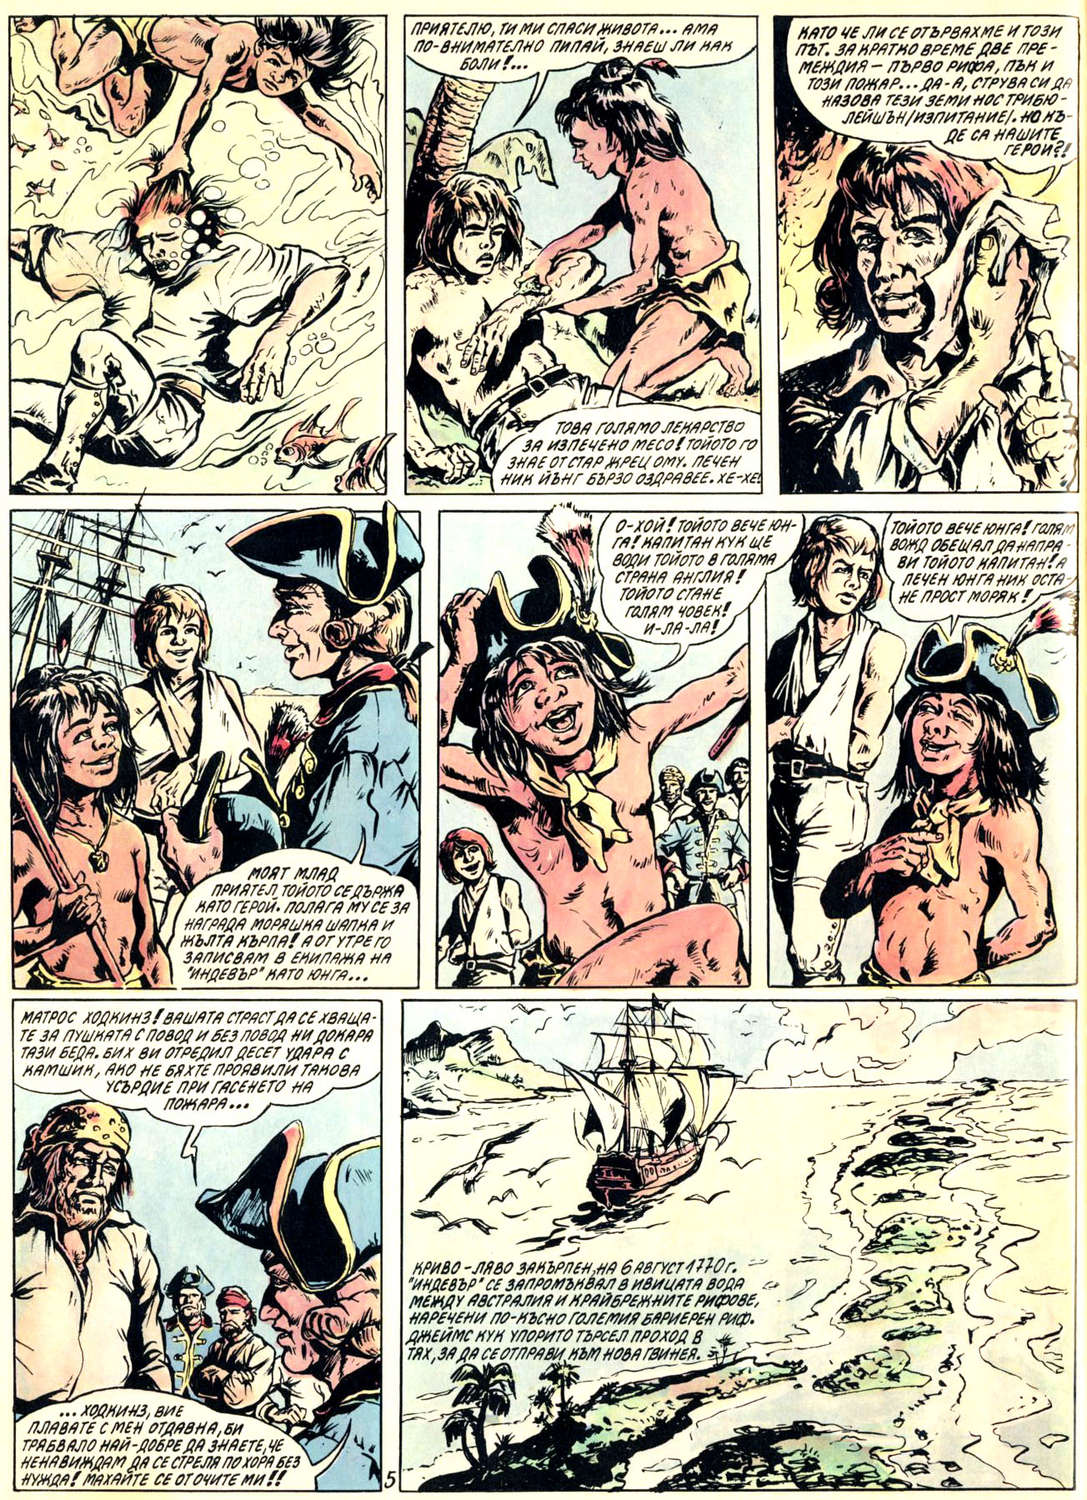 ПРИЯТЕЛЮ, ТИ МИ СПАСИ ЖИВОТА... АМА
ПО-ВНИМАТЕЛНО ПИПАЙ, ЗНАЕШ ЛИ КАК
БОЛИ!...
ТОВА ГОЛЯМО ЛЕКАРСТВО
ЗА ИЗПЕЧЕНО МЕСО! ТОЙОТО ГО
ЗНАЕ ОТ СТАР ЖРЕЦ ОМУ. ПЕЧЕН
НИК ЙЪНГ БЪРЗО ОЗДРАВЕЕ. ХЕ-ХЕ!
КАТО ЧЕ ЛИ СЕ ОТЪРВАХМЕ И ТОЗИ
ПЪТ. ЗА КРАТКО ВРЕМЕ ДВЕ ПРЕ-
МЕЖДИЯ – ПЪРВО РИФА, ПЪК И
ТОЗИ ПОЖАР... ДА-А, СТРУВА СИ ДА
НАЗОВА ТЕЗИ ЗЕМИ НОС ТРИБЮ-
ЛЕЙШЪН/ИЗПИТАНИЕ/. НО КЪ-
ДЕ СА НАШИТЕ
ГЕРОИ?!
МОЯТ МЛАД
ПРИЯТЕЛ, ТОЙОТО СЕ ДЪРЖА
КАТО ГЕРОЙ. ПОЛАГА МУ СЕ ЗА
НАГРАДА МОРЯШКА ШАПКА И
ЖЪЛТА КЪРПА! А ОТ УТРЕ ГО
ЗАПИСВАМ В ЕКИПАЖА НА
"ИНДЕВЪР" КАТО ЮНГА...
О-ХОЙ! ТОЙОТО ВЕЧЕ ЮН-
ГА! КАПИТАН КУК ЩЕ
ВОДИ ТОЙОТО В ГОЛЯМА
СТРАНА АНГЛИЯ!
ТОЙОТО СТАНЕ
ГОЛЯМ ЧОВЕК!
И-ЛА-ЛА!
ТОЙОТО ВЕЧЕ ЮНГА! ГОЛЯМ
ВОЖД ОБЕЩАЛ ДА НАПРА-
ВИ ТОЙОТО КАПИТАН! А
ПЕЧЕН ЮНГА НИК ОСТА-
НЕ ПРОСТ МОРЯК!
МАТРОС ХОДКИНЗ! ВАШАТА СТРАСТ ДА СЕ ХВАЩА-
ТЕ ЗА ПУШКАТА С ПОВОД И БЕЗ ПОВОД НИ ДОКАРА
ТАЗИ БЕДА. БИХ ВИ ОТРЕДИЛ ДЕСЕТ УДАРА С
КАМШИК, АКО НЕ БЯХТЕ ПРОЯВИЛИ ТАКОВА
УСЪРДИЕ ПРИ ГАСЕНЕТО НА
ПОЖАРА...
... ХОДКИНЗ, ВИЕ
ПЛАВАТЕ С МЕН ОТДАВНА, БИ
ТРЯБВАЛО НАЙ-ДОБРЕ ДА ЗНАЕТЕ, ЧЕ
НЕНАВИЖДАМ ДА СЕ СТРЕЛЯ ПО ХОРА БЕЗ
НУЖДА! МАХАЙТЕ СЕ ОТ ОЧИТЕ МИ!!
5
КРИВО-ЛЯВО ЗАКЪРПЕН, НА 6 АВГУСТ 1770 г.
"ИНДЕВЪР" СЕ ЗАПРОМЪКВАЛ В ИВИЦАТА ВОДА
МЕЖДУ АВСТРАЛИЯ И КРАЙБРЕЖНИТЕ РИФОВЕ,
НАРЕЧЕНИ ПО-КЪСНО ГОЛЕМИЯ БАРИЕРЕН РИФ.
ДЖЕЙМС КУК УПОРИТО ТЪРСЕЛ ПРОХОД В
ТЯХ, ЗА ДА СЕ ОТПРАВИ КЪМ НОВА ГВИНЕЯ.